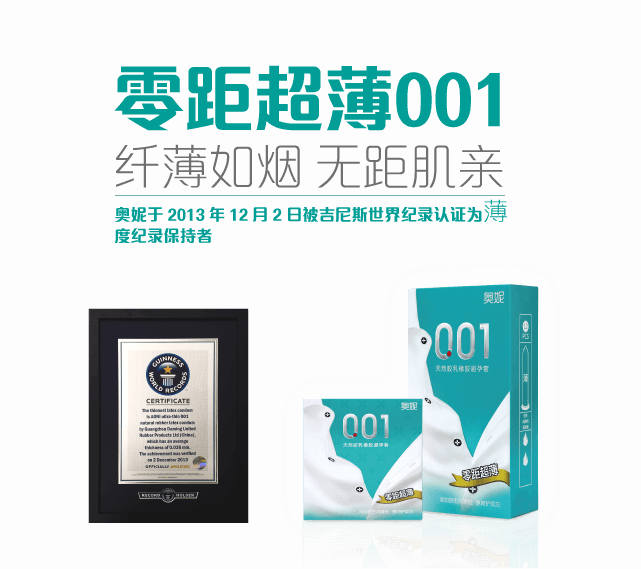 零距超薄001
纤薄如烟 无距肌亲
奥妮于 2013 年 12 月 2 日被吉尼斯世界纪录认证为薄
度纪录保持者
GUINNESS
WORLD RECORDS
CERTIFICATE
The thinnest latex condom
is AONI ultra-thin 001
natural rubber latex condom
by Guangzhou Daming United
Rubber Products Ltd (China),
which has an average
thickness of 0.036 mm.
The achievement was verified
on 2 December 2013
OFFICIALLY AMAZING
RECORD HOLDER
奥妮
001
天然胶乳橡胶避孕套
零距超薄
奥妮
001
天然胶乳橡胶避孕套
零距超薄
12
PCS
薄